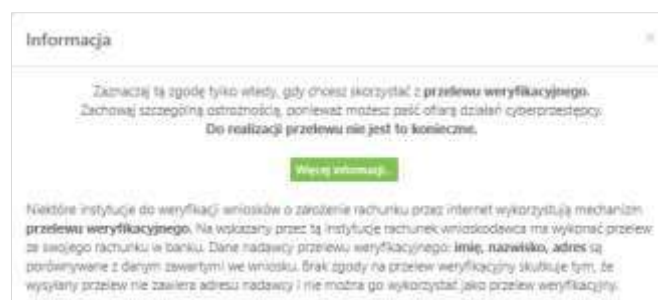 Informacja
×
Zaznaczaj tą zgodę tylko wtedy, gdy chcesz skorzystać z przelewu weryfikacyjnego.
Zachowaj szczególną ostrożność, ponieważ możesz paść ofiarą działań cyberprzestępcy.
Do realizacji przelewu nie jest to konieczne.
Więcej informacji...
Niektóre instytucje do weryfikacji wniosków o założenie rachunku przez internet wykorzystują mechanizm
przelewu weryfikacyjnego. Na wskazany przez tą instytucję rachunek wnioskodawca ma wykonać przelew
ze swojego rachunku w banku. Dane nadawcy przelewu weryfikacyjnego: imię, nazwisko, adres są
porównywane z danym zawartymi we wniosku. Brak zgody na przelew weryfikacyjny skutkuje tym, że
wysyłany przelew nie zawiera adresu nadawcy i nie można go wykorzystać jako przelew weryfikacyjny.